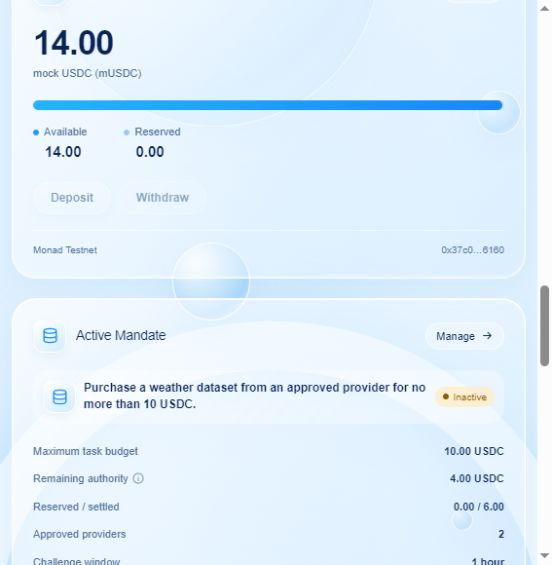 14.00
mock USDC (mUSDC)
Available
Reserved
14.00
0.00
Deposit
Withdraw
Monad Testnet
0x37c0...6160
Active Mandate
Manage →
Purchase a weather dataset from an approved provider for no
more than 10 USDC.
Inactive
Maximum task budget
10.00 USDC
Remaining authority
4.00 USDC
Reserved / settled
0.00 / 6.00
Approved providers
2
Challenge window
1 hour